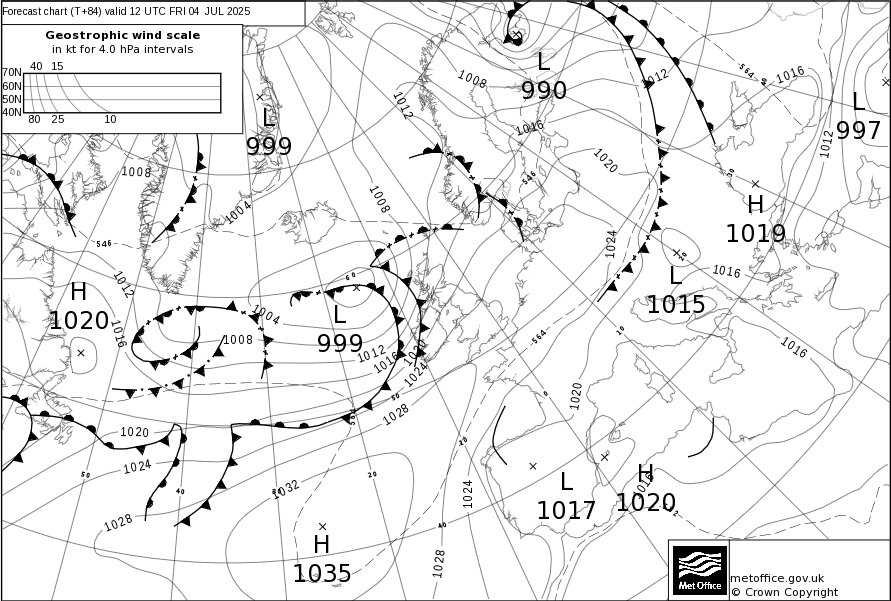 Forecast chart (T+84) valid 12 UTC FRI 04 JUL 2025
Geostrophic wind scale
in kt for 4.0 hPa intervals
40 15
70N
60N
50N
40N
80 25 10
L
990
L
999
L
997
H
1019
L
1015
H
1020
L
999
L
1017
H
1020
H
1035
1008
1012
1016
1020
1024
1012
564
1016
1012
1016
1016
1008
1004
1008
546
546
1012
1016
1004
1008
1012
1016
1020
1024
1028
564
1020
1024
1028
1032
1024
1028
1020
1016
50
40
20
40
10
0
10
50
60
Met Office
metoffice.gov.uk
© Crown Copyright